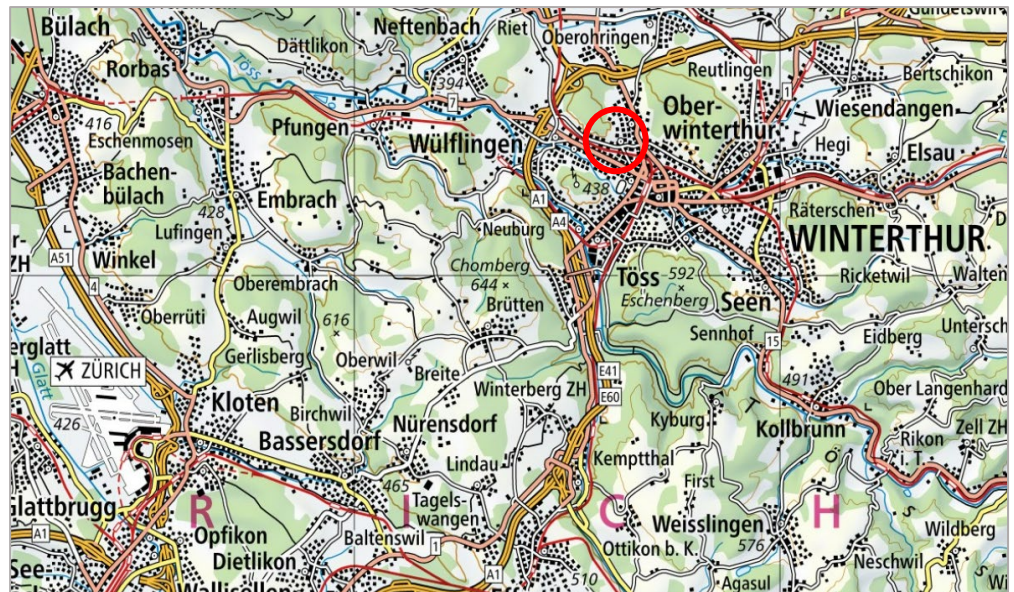 Bülach
Neftenbach
Riet
Oberohringen
Dättlikon
Töss
Rorbas
394
7
Reutlingen
Bertschikon
1
Ober-
winterthur
Wiesendangen
416
Eschenmosen
Pfungen
Wülflingen
Hegi
Elsau
Bachen-
bülach
Embrach
438
A1
428
Lufingen
Neuburg
A4
Räterschen
WINTERTHUR
A51
Winkel
4
ZH
Chomberg
644
Brütten
Töss
592
Eschenberg
Seen
Ricketwil
Oberembrach
Oberrüti
Augwil
616
Sennhof
Eidberg
Gerlisberg
Oberwil
Breite
15
ZÜRICH
Glatt
Winterberg ZH
E41
E60
491
Ober Langenhard
426
Kloten
Birchwil
Nürensdorf
Kyburg
T
Kollbrunn
Rikon
Zell ZH
Bassersdorf
Lindau
Kemptthal
Ö
465
First
T
R
I
C
H
S
Tagels-
wangen
Weisslingen
576
Wildberg
A1
Opfikon
Baltenswil
1
Ottikon b. K.
Dietlikon
Neschwil
A1
510
Agasul